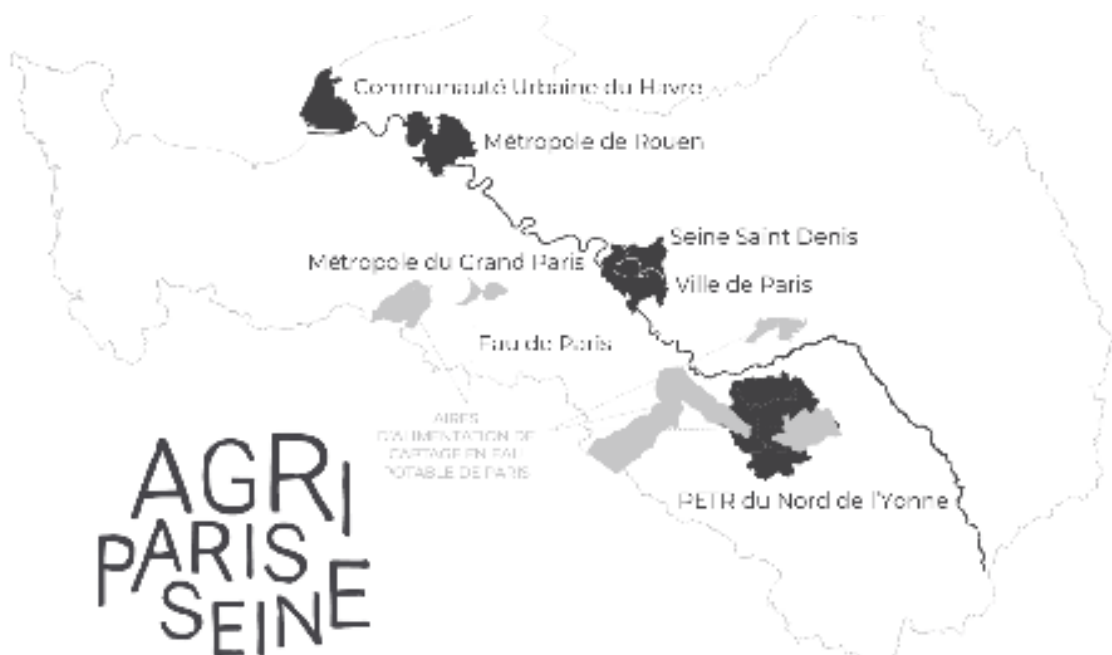 Communauté Urbaine du Havre
Métropole de Rouen
Seine Saint Denis
Métropole du Grand Paris
Ville de Paris
Eau de Paris
AIRES
D'ALIMENTATION DE
CAPTAGE EN EAU
POTABLE DE PARIS
PETR du Nord de l'Yonne
AGRI
PARIS
SEINE